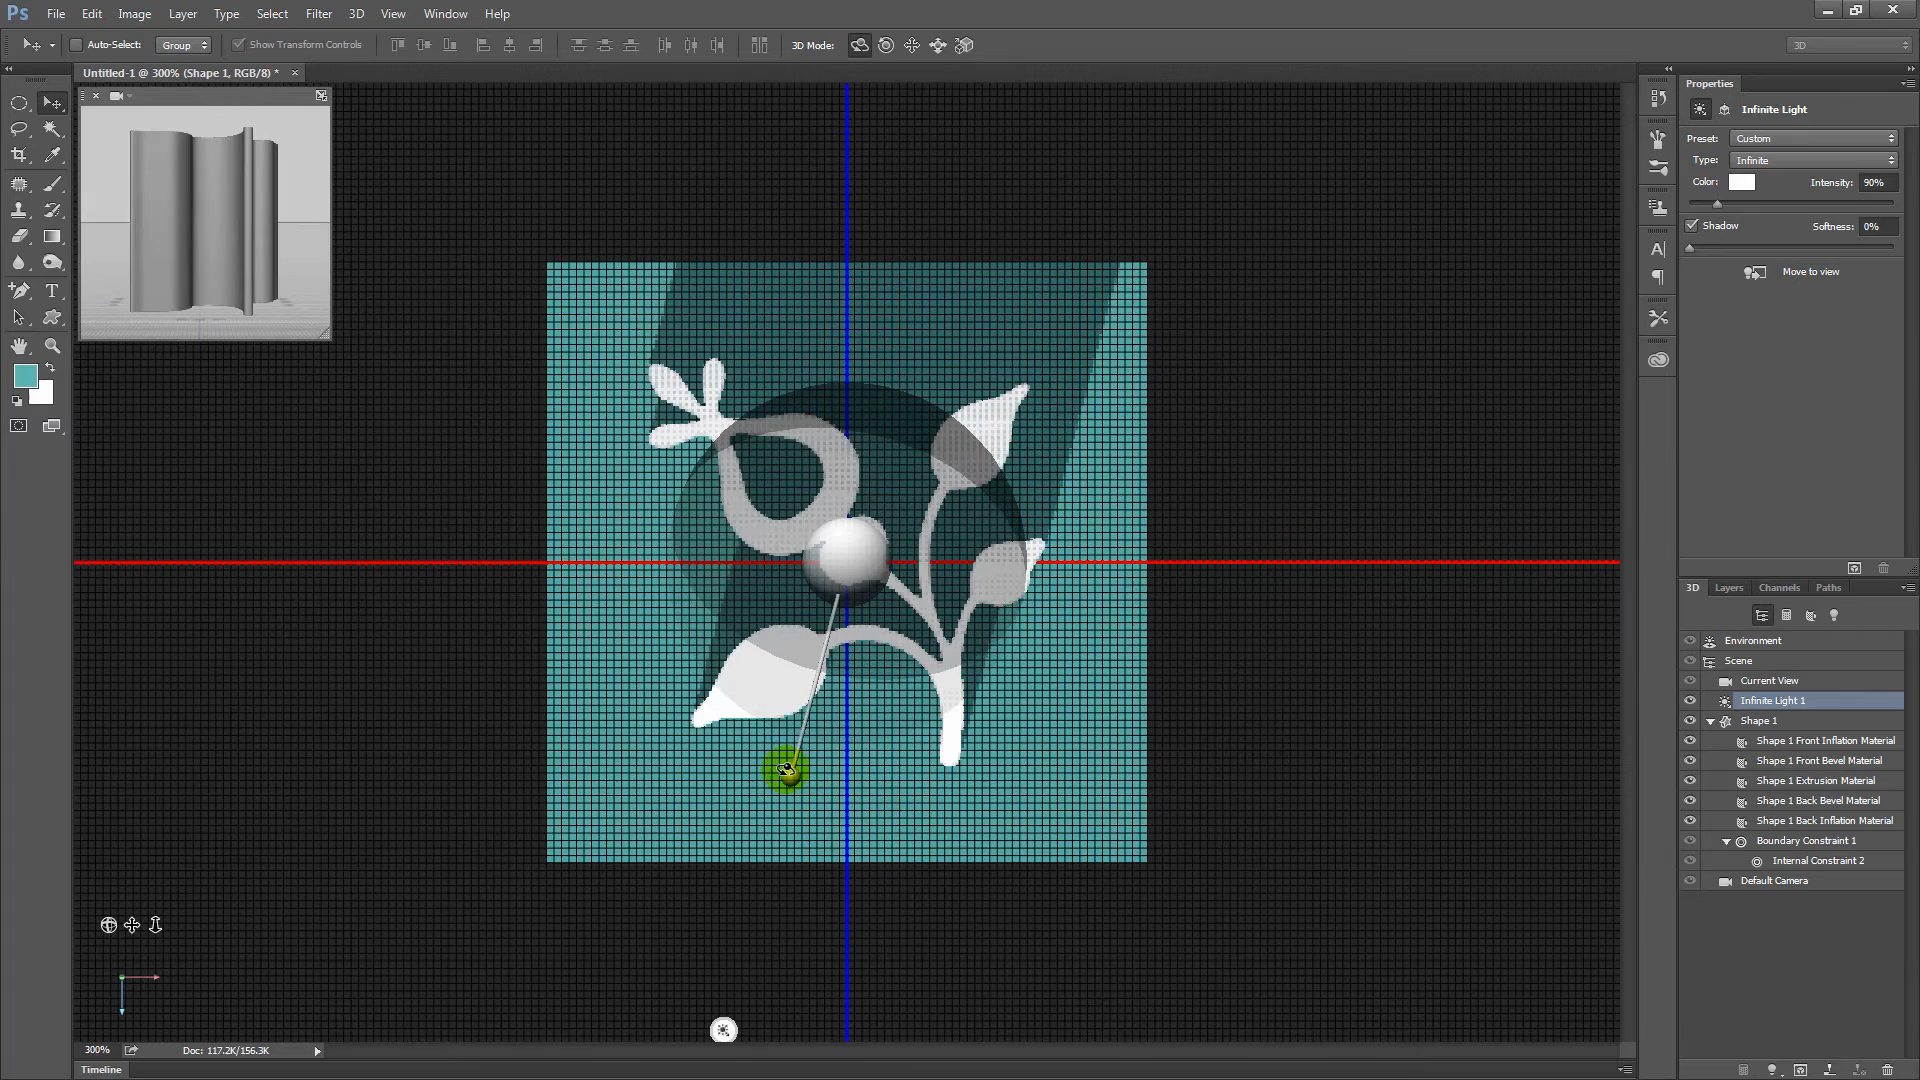 Ps File Edit Image Layer Type Select Filter 3D View Window Help
Auto-Select: Group Show Transform Controls 3D Mode: 3D
Untitled-1 @ 300% (Shape 1, RGB/8) *
Properties
Infinite Light
Preset: Custom
Type: Infinite
Color: Intensity: 90%
Shadow Softness: 0%
Move to view
3D Layers Channels Paths
Environment
Scene
Current View
Infinite Light 1
Shape 1
Shape 1 Front Inflation Material
Shape 1 Front Bevel Material
Shape 1 Extrusion Material
Shape 1 Back Bevel Material
Shape 1 Back Inflation Material
Boundary Constraint 1
Internal Constraint 2
Default Camera
300% Doc: 117.2K/156.3K
Timeline